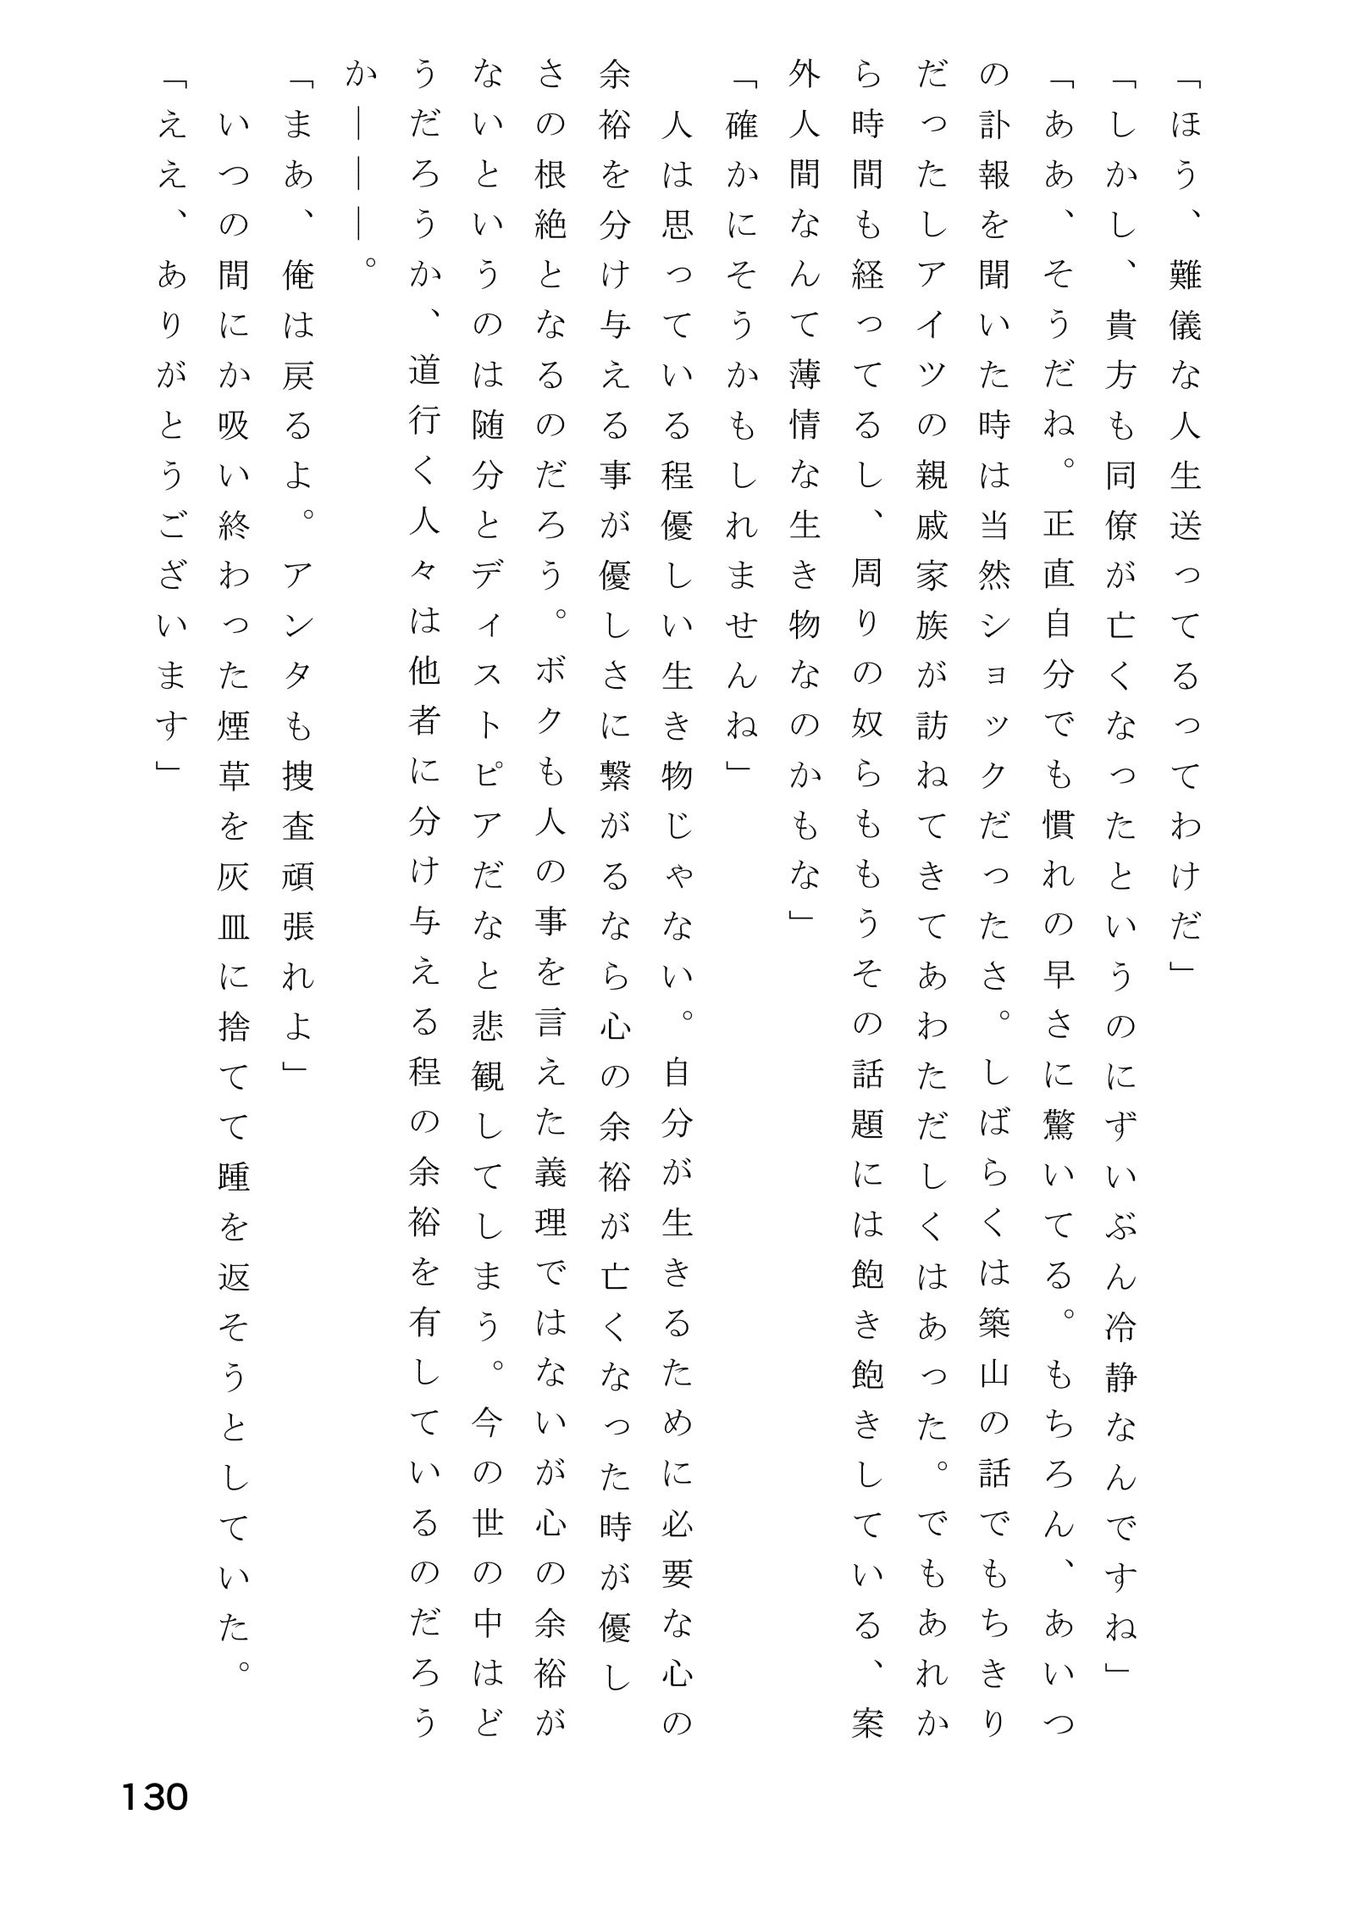 「ほう、難儀な人生送ってるってわけだ」
「しかし、貴方も同僚が亡くなったというのにずいぶん冷静なんですね」
「ああ、そうだね。正直自分でも慣れの早さに驚いてる。もちろん、あいつ
の訃報を聞いた時は当然ショックだったさ。しばらくは築山の話でもちきり
だったしアイツの親戚家族が訪ねてきてあわただしくはあった。でもあれか
ら時間も経ってるし、周りの奴らももうその話題には飽き飽きしている、案
外人間なんて薄情な生き物なのかもな」
「確かにそうかもしれませんね」
　人は思っている程優しい生き物じゃない。自分が生きるために必要な心の
余裕を分け与える事が優しさに繋がるなら心の余裕が亡くなった時が優し
さの根絶となるのだろう。ボクも人の事を言えた義理ではないが心の余裕が
ないというのは随分とディストピアだなと悲観してしまう。今の世の中はど
うだろうか、道行く人々は他者に分け与える程の余裕を有しているのだろう
か———。
「まあ、俺は戻るよ。アンタも捜査頑張れよ」
　いつの間にか吸い終わった煙草を灰皿に捨てて踵を返そうとしていた。
「ええ、ありがとうございます」
130